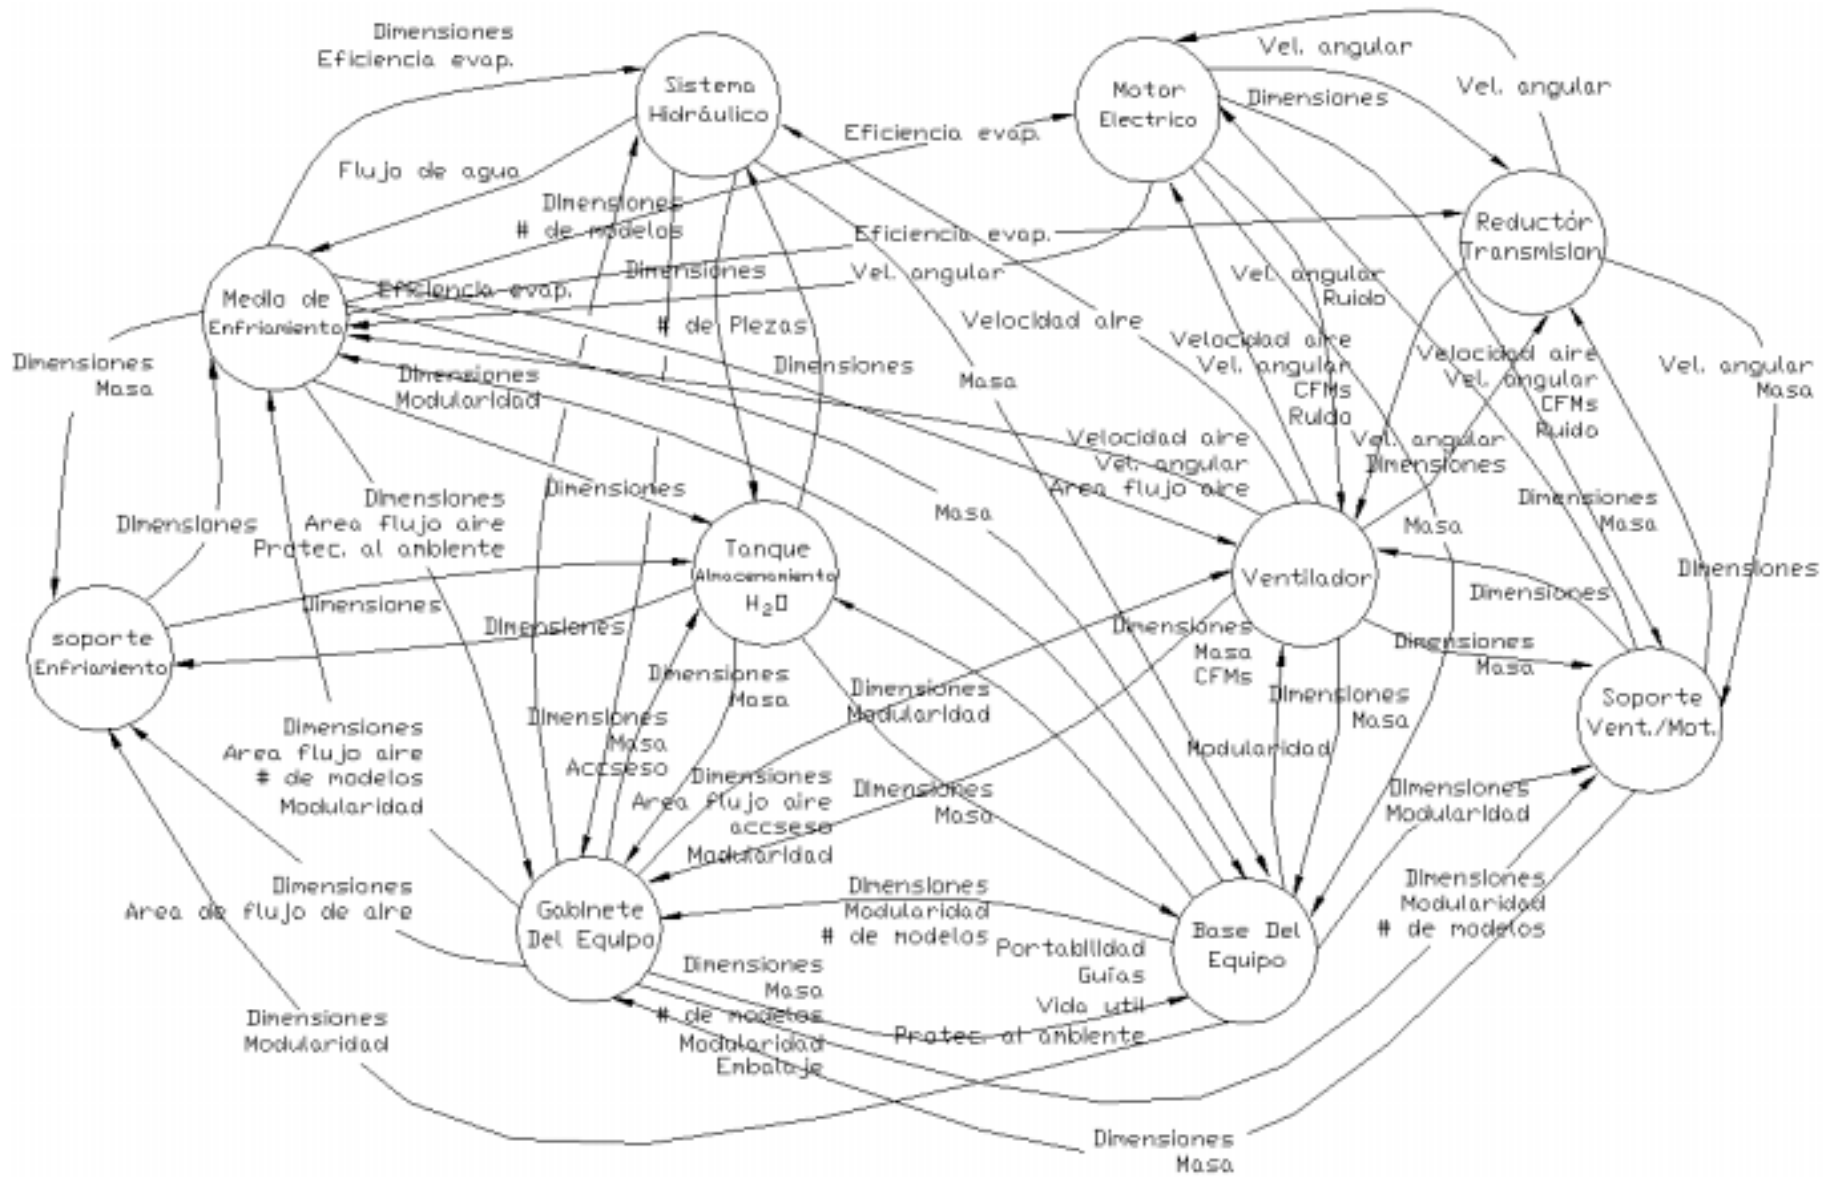 Dimensiones
Eficiencia evap.
Sistema
Hidráulico
Motor
Electrico
Vel. angular
Vel. angular
Dimensiones
Eficiencia evap.
Flujo de agua
Dimensiones
# de modelos
Eficiencia evap.
Reductór
Transmision
Dimensiones
Vel. angular
Vel. angular
Ruido
Medio de
Enfriamiento
Eficiencia evap.
# de Piezas
Velocidad aire
Dimensiones
Masa
Dimensiones
Masa
Velocidad aire
Vel. angular
CFMs
Ruido
Velocidad aire
Vel. angular
CFMs
Ruido
Vel. angular
Masa
Dimensiones
Modularidad
Velocidad aire
Vel. angular
Area flujo aire
Vel. angular
Dimensiones
Dimensiones
Dimensiones
Area flujo aire
Protec. al ambiente
Dimensiones
Masa
Masa
Dimensiones
Masa
Tanque
Almacenamiento
H2O
Ventilador
Dimensiones
Dimensiones
Dimensiones
Dimensiones
soporte
Enfriamiento
Dimensiones
Masa
CFMs
Dimensiones
Masa
Dimensiones
Masa
Dimensiones
Modularidad
Dimensiones
Masa
Soporte
Vent./Mot.
Dimensiones
Area flujo aire
# de modelos
Modularidad
Dimensiones
Masa
Accseso
Modularidad
Dimensiones
Area flujo aire
accseso
Modularidad
Dimensiones
Masa
Dimensiones
Modularidad
Dimensiones
Area de flujo de aire
Gabinete
Del Equipo
Dimensiones
Modularidad
# de modelos
Base Del
Equipo
Dimensiones
Modularidad
# de modelos
Portabilidad
Guías
Vida util
Protec. al ambiente
Dimensiones
Masa
# de modelos
Modularidad
Embalaje
Dimensiones
Modularidad
Dimensiones
Masa